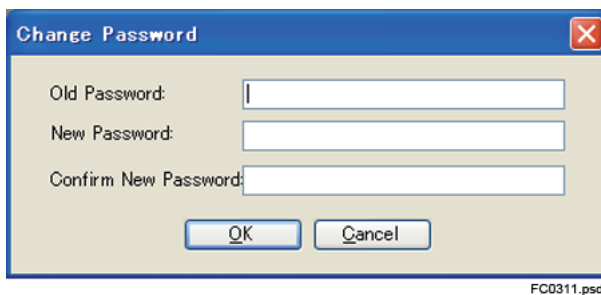 Change Password
Old Password:
New Password:
Confirm New Password:
OK Cancel
FC0311.psd